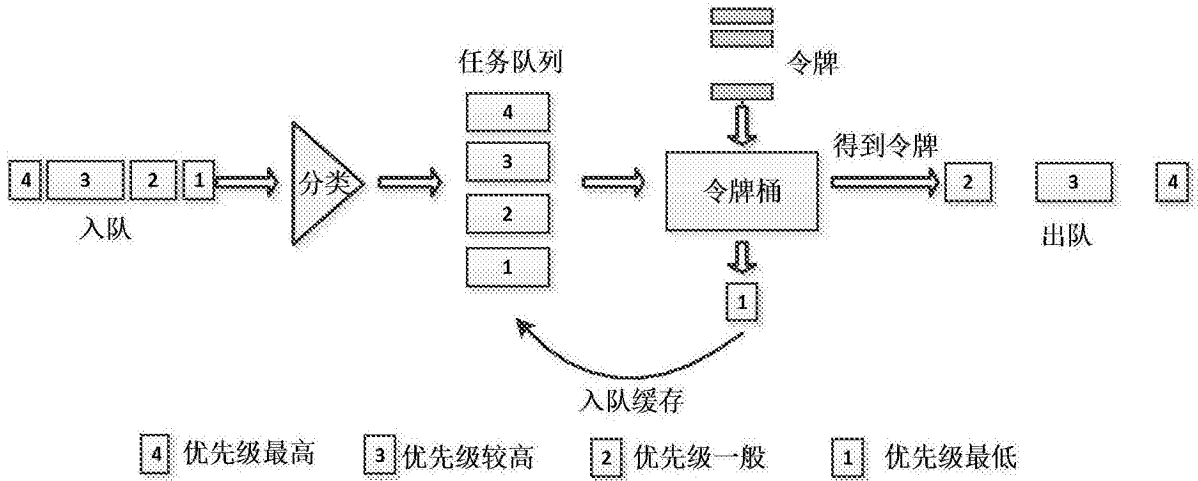 任务队列
令牌
4
3
2
1
4 3 2 1
入队
分类
令牌桶
得到令牌
2 3 4
出队
1
入队缓存
4 优先级最高 3 优先级较高 2 优先级一般 1 优先级最低